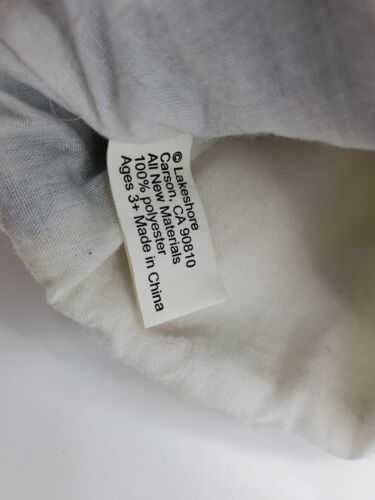 © Lakeshore
Carson, CA 90810
All New Materials
100% polyester
Ages 3+ Made in China